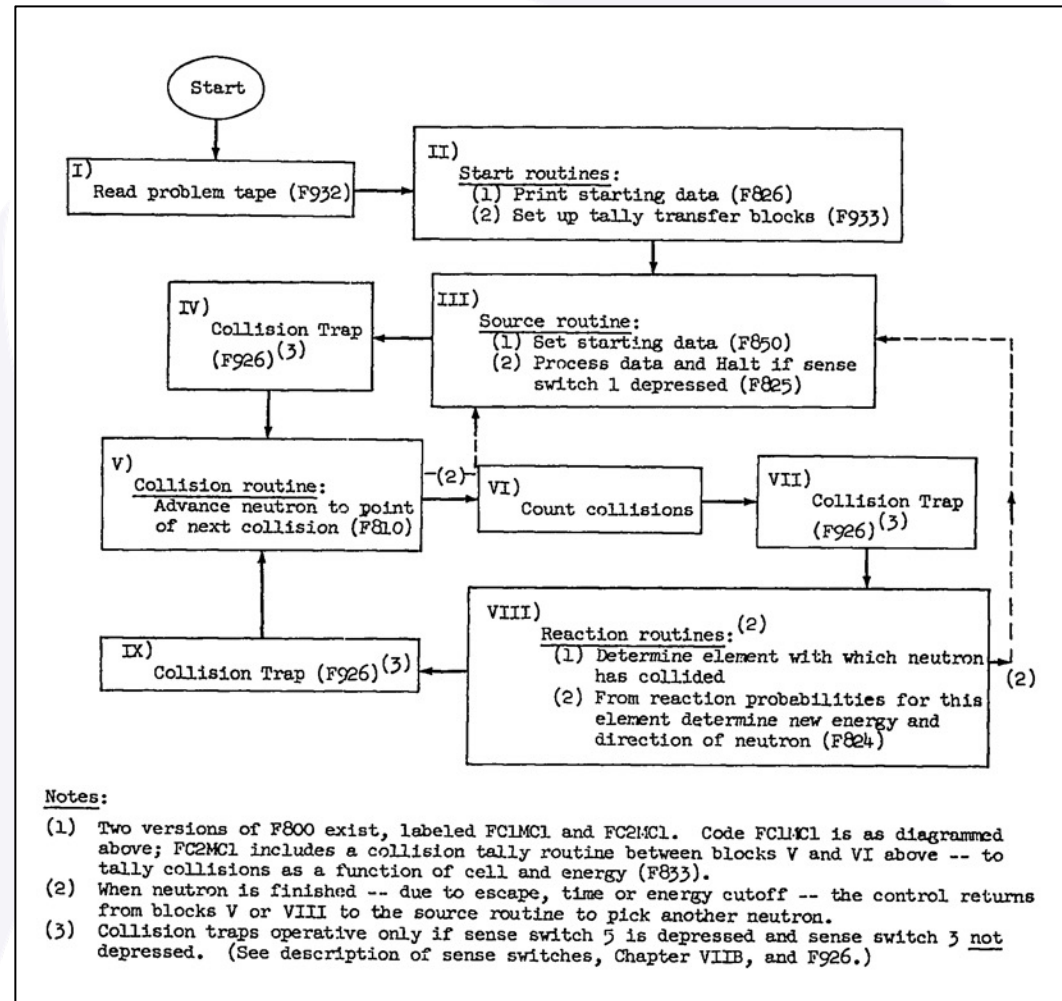 Start
I)
Read problem tape (F932)
II)
Start routines:
(1) Print starting data (F826)
(2) Set up tally transfer blocks (F933)
III)
Source routine:
(1) Set starting data (F850)
(2) Process data and Halt if sense
switch 1 depressed (F825)
IV)
Collision Trap
(F926)(3)
V)
Collision routine:
Advance neutron to point
of next collision (F810)
(2)
VI)
Count collisions
VII)
Collision Trap
(F926)(3)
VIII)
Reaction routines:(2)
(1) Determine element with which neutron
has collided
(2) From reaction probabilities for this
element determine new energy and
direction of neutron (F824)
(2)
IX)
Collision Trap (F926)(3)
Notes:
(1) Two versions of F800 exist, labeled FC1MC1 and FC2MC1. Code FC1MC1 is as diagrammed
above; FC2MC1 includes a collision tally routine between blocks V and VI above -- to
tally collisions as a function of cell and energy (F833).
(2) When neutron is finished -- due to escape, time or energy cutoff -- the control returns
from blocks V or VIII to the source routine to pick another neutron.
(3) Collision traps operative only if sense switch 5 is depressed and sense switch 3 not
depressed. (See description of sense switches, Chapter VIIB, and F926.)